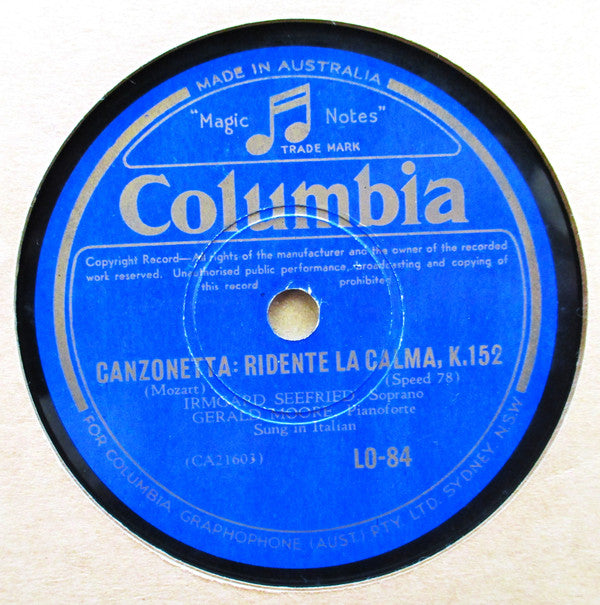 MADE IN AUSTRALIA
"Magic Notes"
TRADE MARK
Columbia
Copyright Record—All rights of the manufacturer and the owner of the recorded
work reserved. Unauthorised public performance, broadcasting and copying of
this record prohibited
CANZONETTA: RIDENTE LA CALMA, K.152
(Mozart) (Speed 78)
IRMGARD SEEFRIED, Soprano
GERALD MOORE, Pianoforte
Sung in Italian
(CA21603) LO-84
FOR COLUMBIA GRAPHOPHONE (AUST.) PTY. LTD. SYDNEY N.S.W